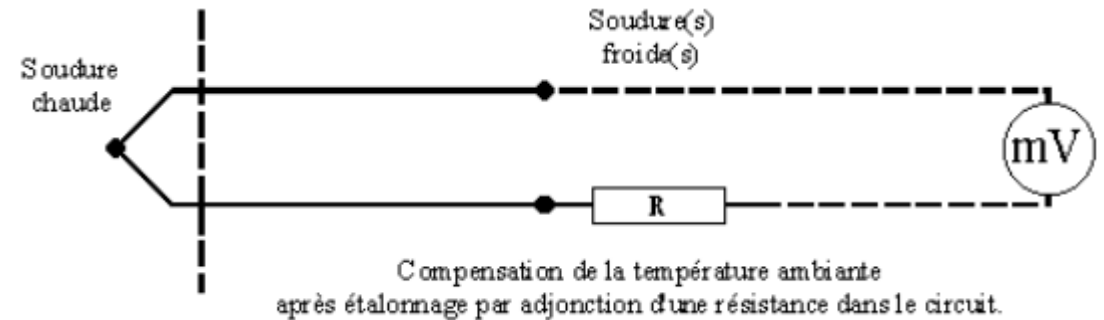 Soudure(s)
froide(s)
Soudure
chaude
mV
R
Compensation de la température ambiante
après étalonnage par adjonction d'une résistance dans le circuit.